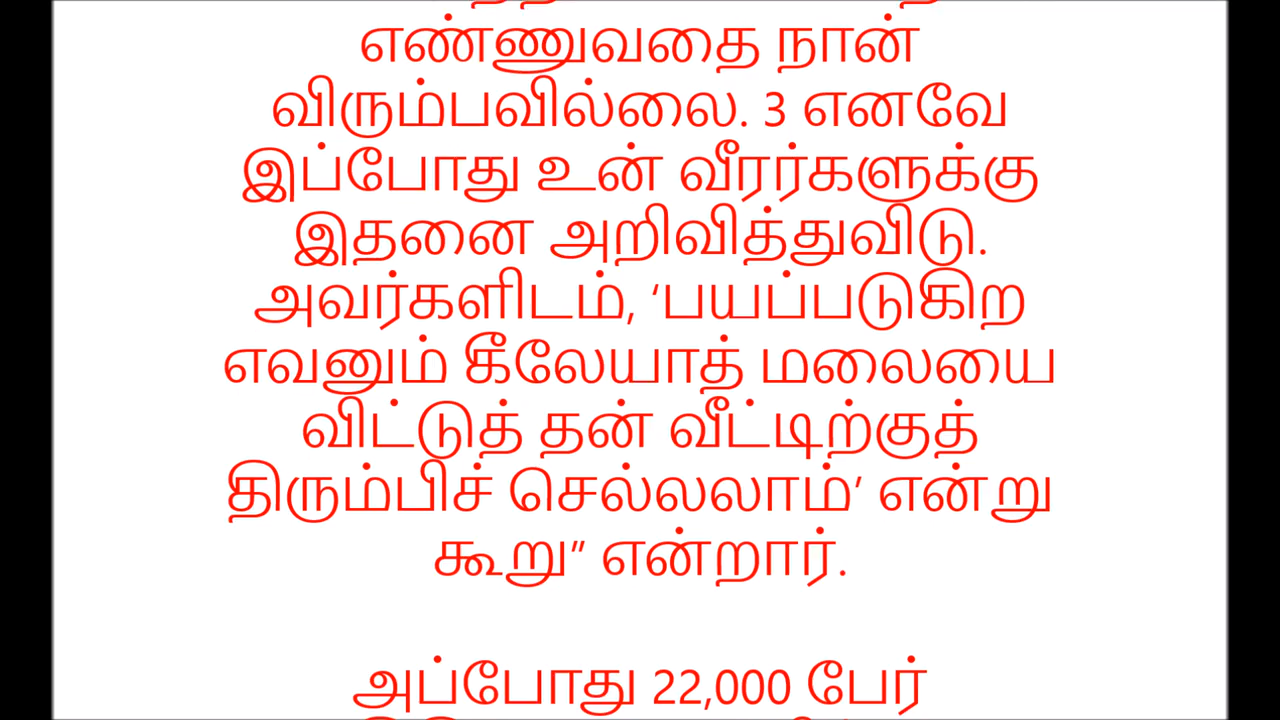 எண்ணுவதை நான்
விரும்பவில்லை. 3 எனவே
இப்போது உன் வீரர்களுக்கு
இதனை அறிவித்துவிடு.
அவர்களிடம், ‘பயப்படுகிற
எவனும் கீலேயாத் மலையை
விட்டுத் தன் வீட்டிற்குத்
திரும்பிச் செல்லலாம்’ என்று
கூறு” என்றார்.
அப்போது 22,000 பேர்